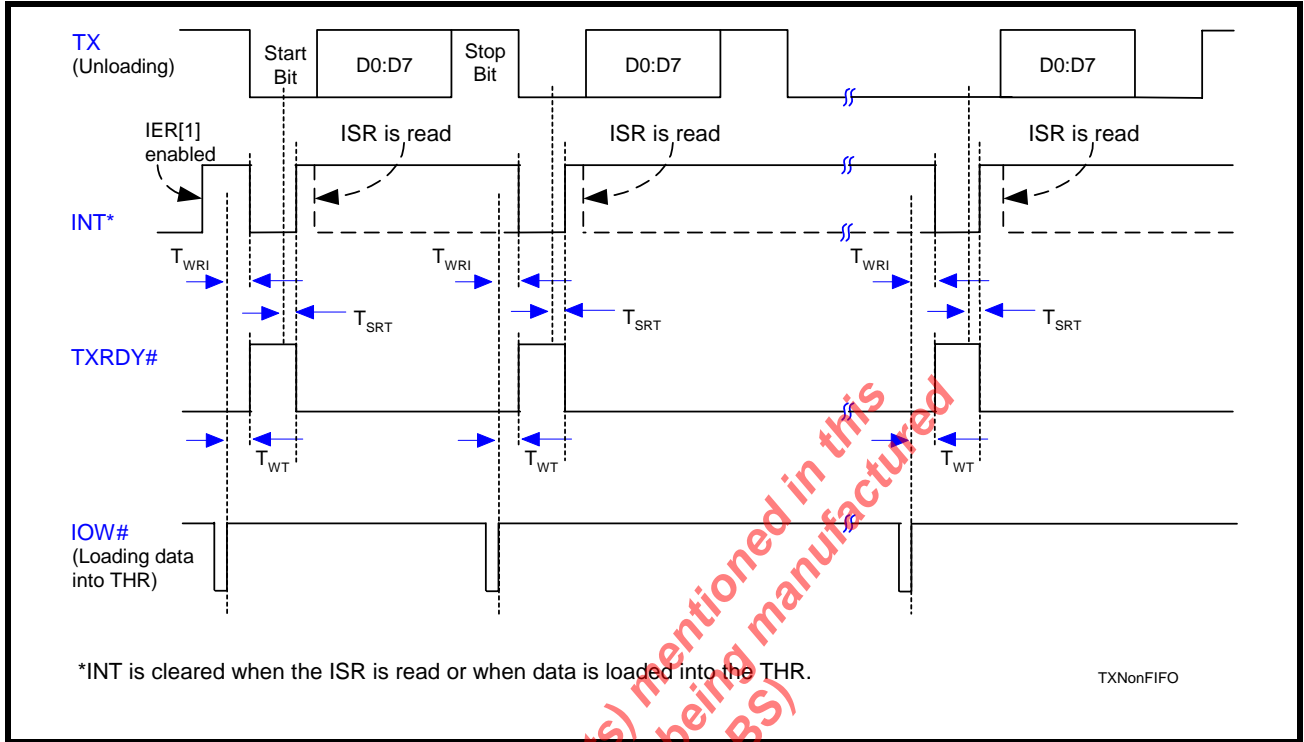 TX
(Unloading)
Start
Bit
D0:D7
Stop
Bit
D0:D7
D0:D7
IER[1]
enabled
ISR is read
ISR is read
ISR is read
INT*
TWRI
TWRI
TWRI
TSRT
TSRT
TSRT
TXRDY#
TWT
TWT
TWT
IOW#
(Loading data
into THR)
*INT is cleared when the ISR is read or when data is loaded into the THR.
TXNonFIFO
mentioned in this
being manufactured